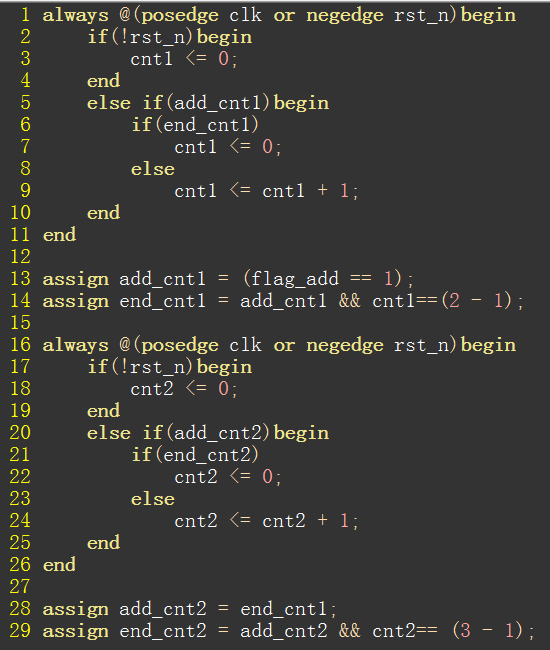 1 always @(posedge clk or negedge rst_n)begin
2     if(!rst_n)begin
3         cnt1 <= 0;
4     end
5     else if(add_cnt1)begin
6         if(end_cnt1)
7             cnt1 <= 0;
8         else
9             cnt1 <= cnt1 + 1;
10     end
11 end
12
13 assign add_cnt1 = (flag_add == 1);
14 assign end_cnt1 = add_cnt1 && cnt1==(2 - 1);
15
16 always @(posedge clk or negedge rst_n)begin
17     if(!rst_n)begin
18         cnt2 <= 0;
19     end
20     else if(add_cnt2)begin
21         if(end_cnt2)
22             cnt2 <= 0;
23         else
24             cnt2 <= cnt2 + 1;
25     end
26 end
27
28 assign add_cnt2 = end_cnt1;
29 assign end_cnt2 = add_cnt2 && cnt2== (3 - 1);